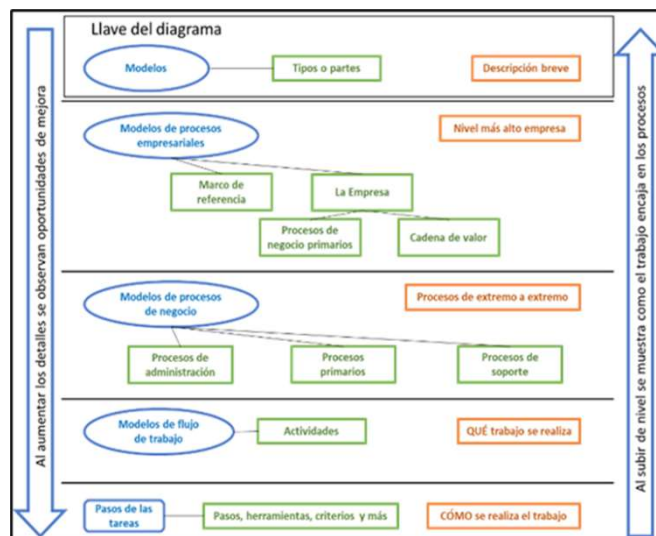 Llave del diagrama
Modelos
Tipos o partes
Descripción breve
Modelos de procesos
empresariales
Nivel más alto empresa
Marco de
referencia
La Empresa
Procesos de
negocio primarios
Cadena de valor
Modelos de procesos
de negocio
Procesos de extremo a extremo
Procesos de
administración
Procesos
primarios
Procesos de
soporte
Modelos de flujo
de trabajo
Actividades
QUÉ trabajo se realiza
Pasos de las
tareas
Pasos, herramientas, criterios y más
CÓMO se realiza el trabajo
Al aumentar los detalles se observan oportunidades de mejora
Al subir de nivel se muestra como el trabajo encaja en los procesos